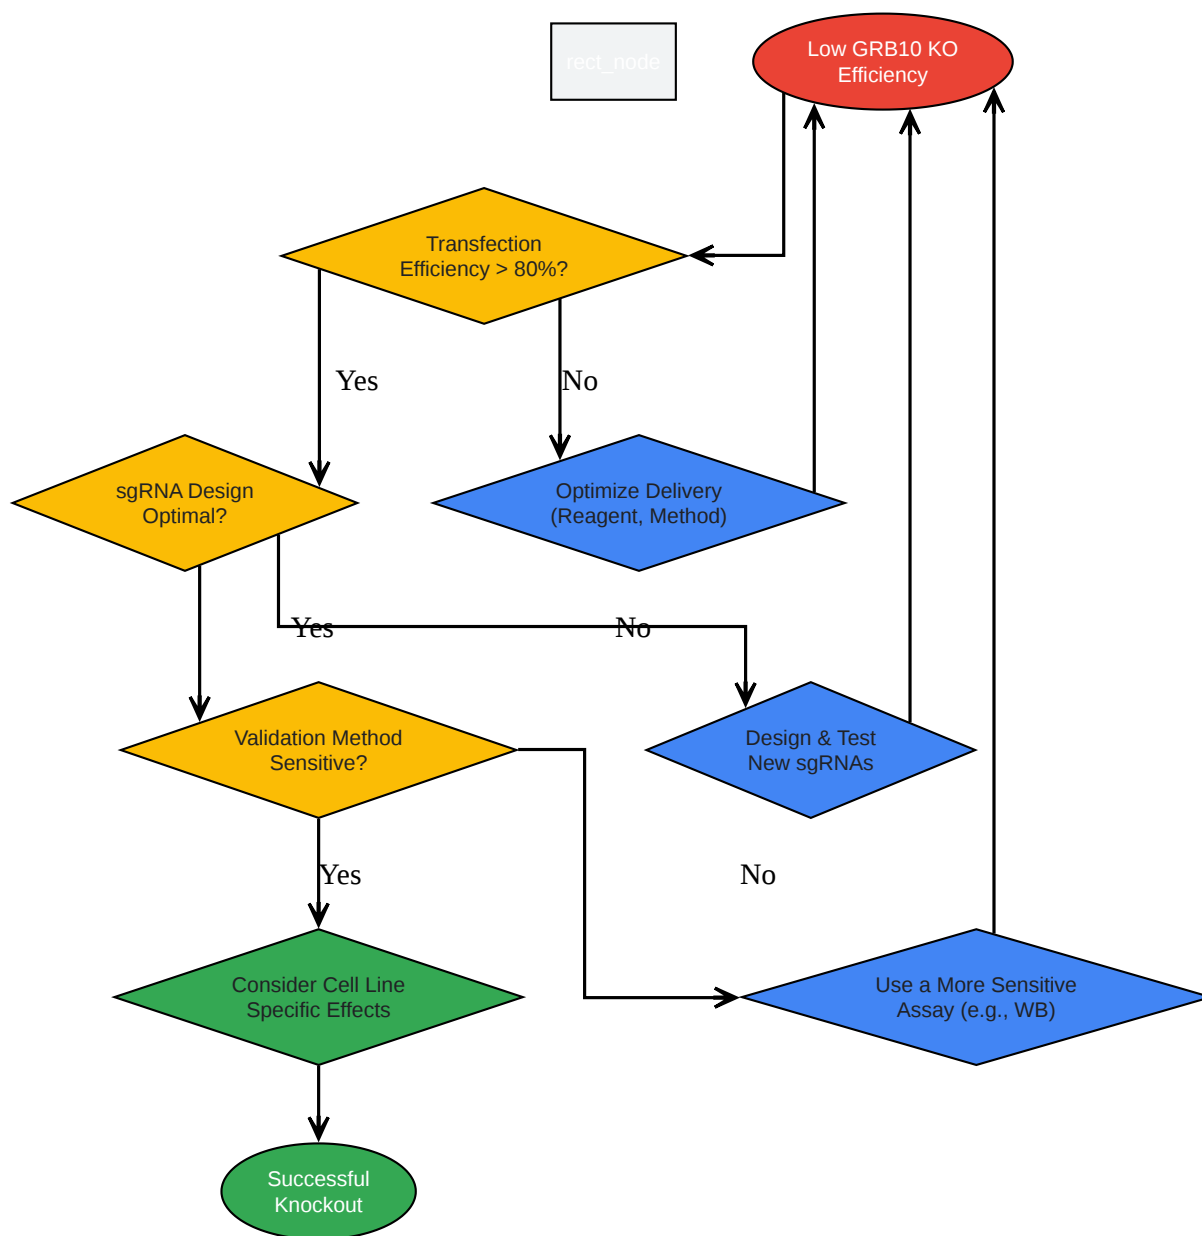 rect_node
Low GRB10 KO
Efficiency
Transfection
Efficiency > 80%?
Yes
No
sgRNA Design
Optimal?
Optimize Delivery
(Reagent, Method)
Yes
No
Validation Method
Sensitive?
Design & Test
New sgRNAs
Yes
No
Consider Cell Line
Specific Effects
Use a More Sensitive
Assay (e.g., WB)
Successful
Knockout